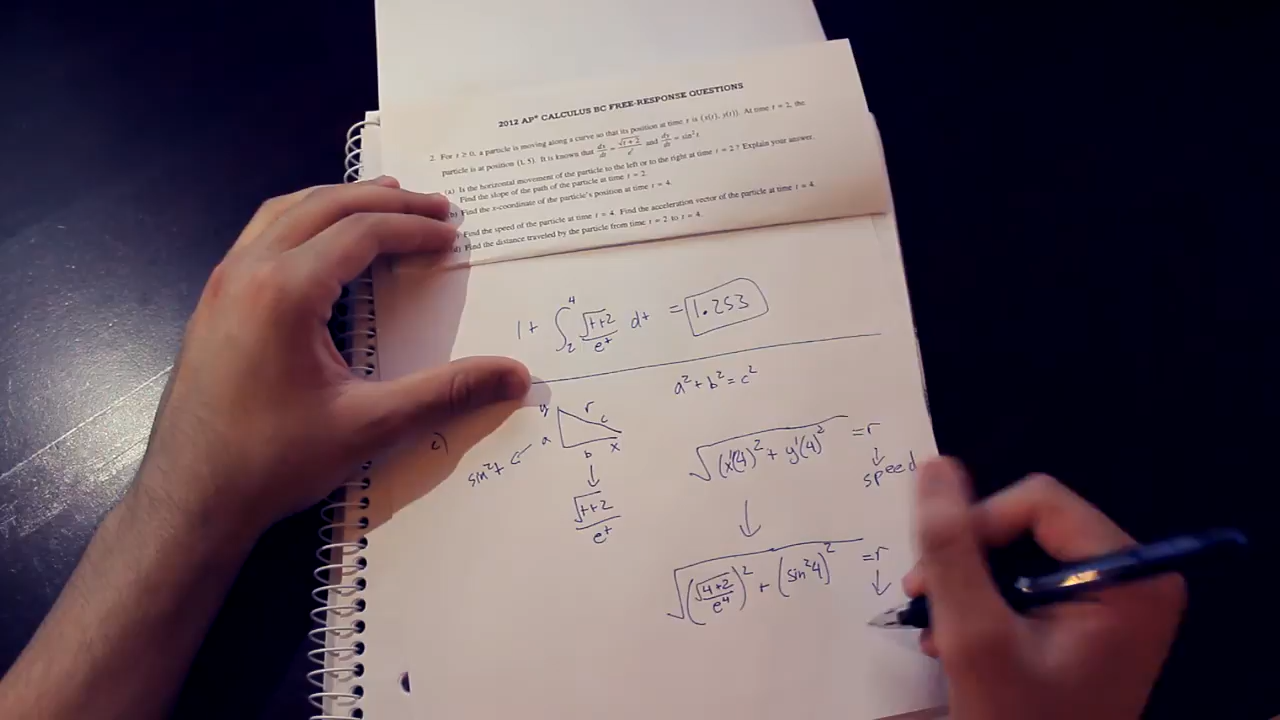 2012 AP® CALCULUS BC FREE-RESPONSE QUESTIONS
2. For t ≥ 0, a particle is moving along a curve so that its position at time t is (x(t), y(t)). At time t = 2, the
particle is at position (1, 5). It is known that dx/dt = √(t + 2)/e^t and dy/dt = sin² t.
(a) Is the horizontal movement of the particle to the left or to the right at time t = 2? Explain your answer.
Find the slope of the path of the particle at time t = 2.
b) Find the x-coordinate of the particle's position at time t = 4.
Find the speed of the particle at time t = 4. Find the acceleration vector of the particle at time t = 4.
(d) Find the distance traveled by the particle from time t = 2 to t = 4.
1 + ∫₂⁴ √(t+2)/e^t dt = 1.253
a² + b² = c²
c)
y r c
a b x
sin²t
√(t+2)/e^t
√((x'(4))² + y'(4)²) = r
speed
√((√(4+2)/e⁴)² + (sin²4)²) = r